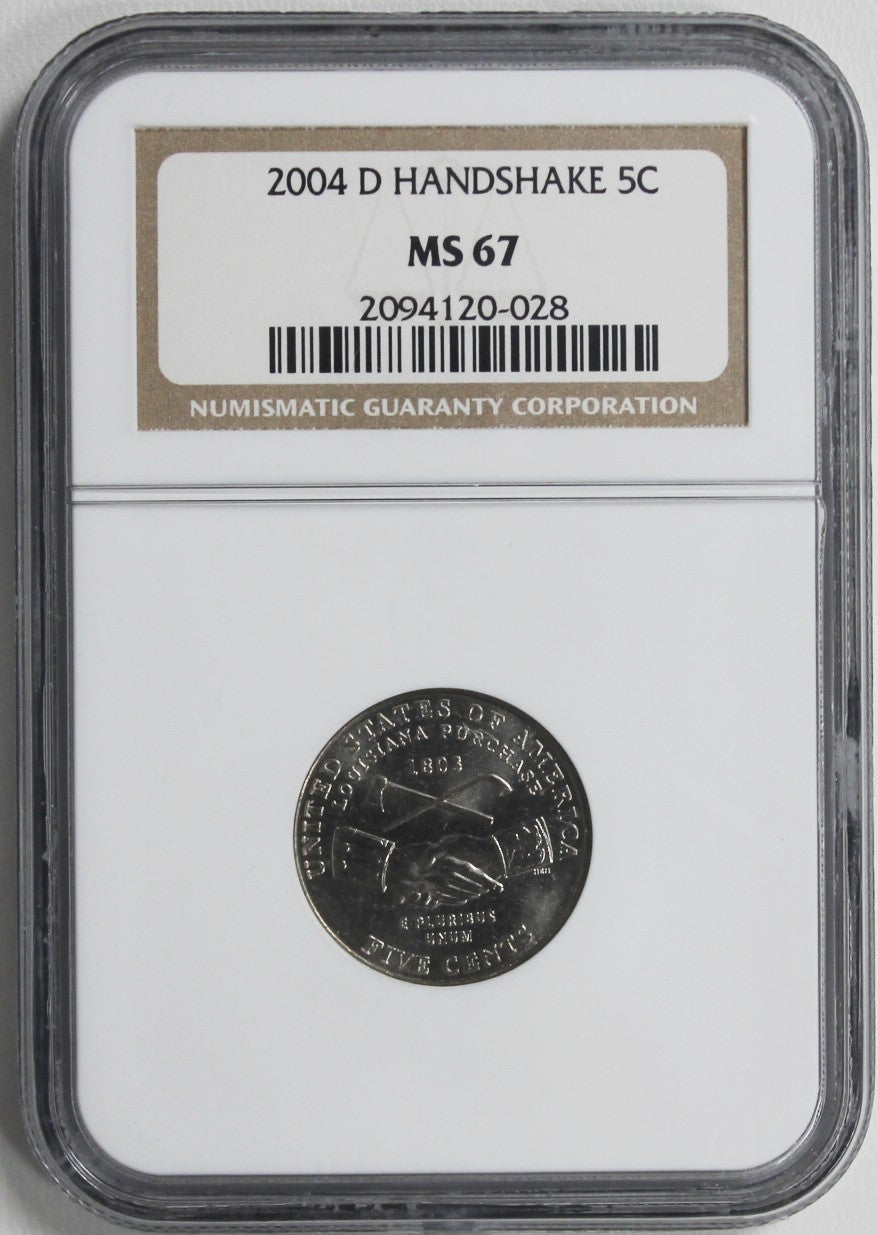 2004 D HANDSHAKE 5C
MS 67
2094120-028
NUMISMATIC GUARANTY CORPORATION
UNITED STATES OF AMERICA
LOUISIANA PURCHASE
1803
E PLURIBUS
UNUM
FIVE CENTS